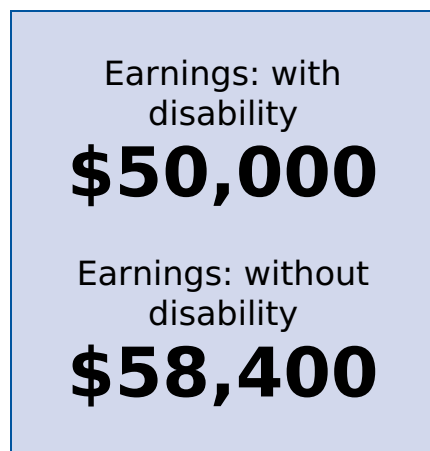 Earnings: with
disability
$50,000
Earnings: without
disability
$58,400